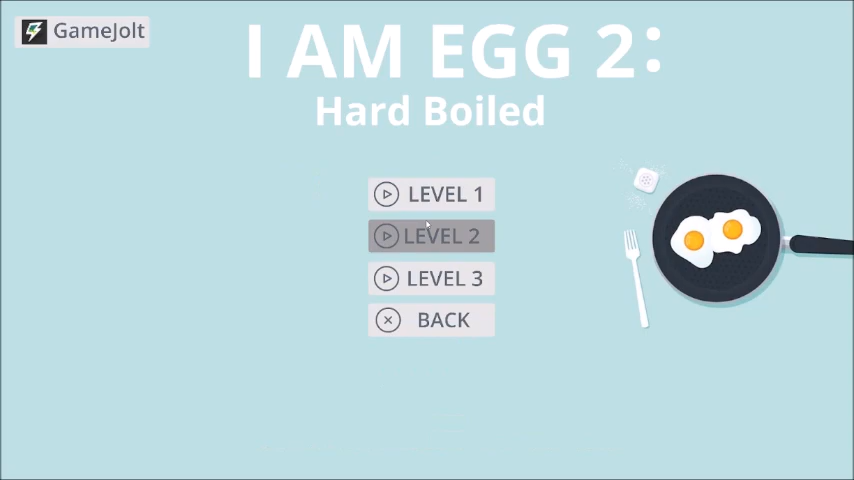 GameJolt
I AM EGG 2:
Hard Boiled
LEVEL 1
LEVEL 2
LEVEL 3
BACK